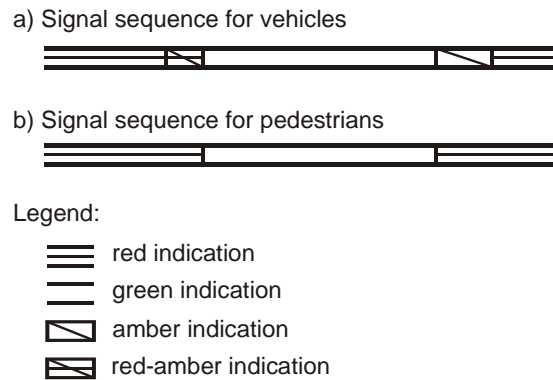 a) Signal sequence for vehicles
b) Signal sequence for pedestrians
Legend:
red indication
green indication
amber indication
red-amber indication